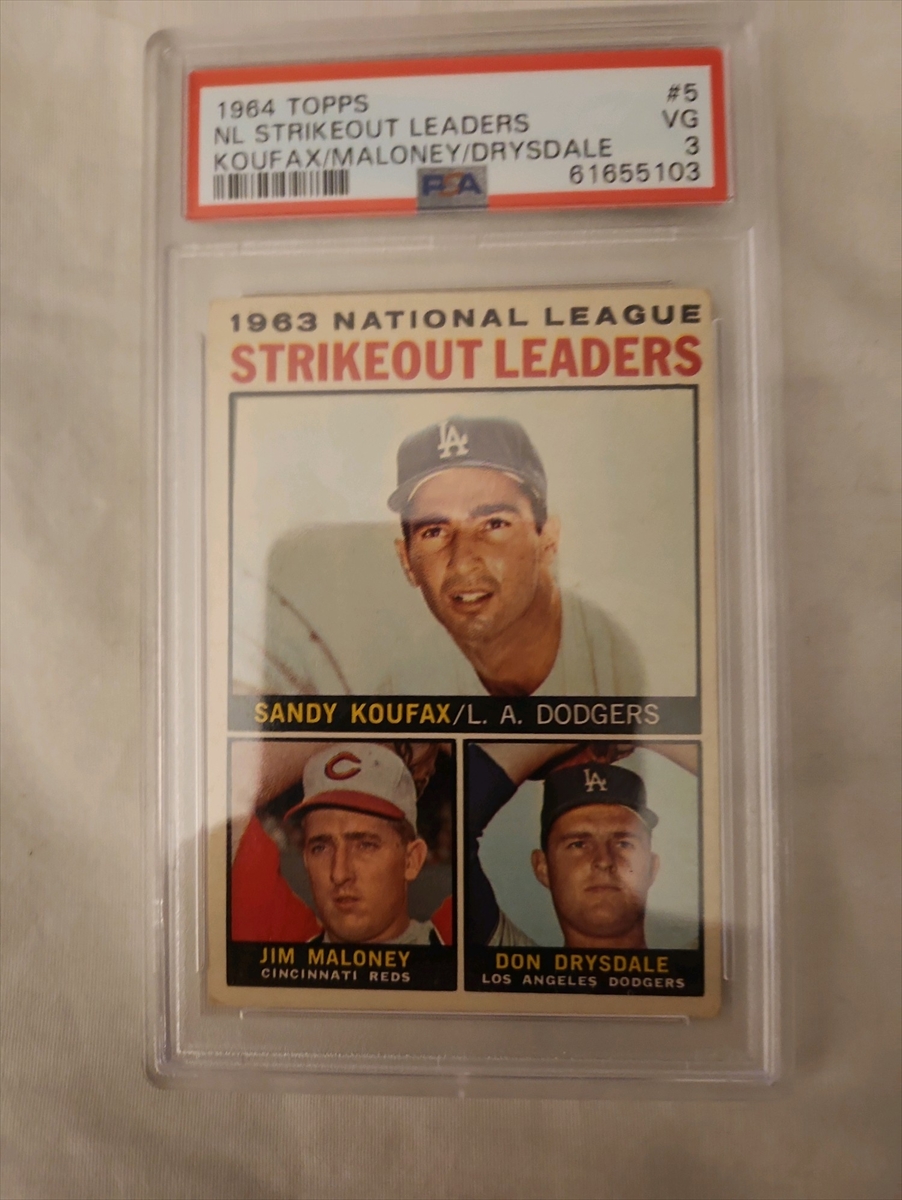 1964 TOPPS #5
NL STRIKEOUT LEADERS VG
KOUFAX/MALONEY/DRYSDALE 3
PSA 61655103
1963 NATIONAL LEAGUE
STRIKEOUT LEADERS
LA
SANDY KOUFAX/L. A. DODGERS
C
LA
JIM MALONEY
CINCINNATI REDS
DON DRYSDALE
LOS ANGELES DODGERS